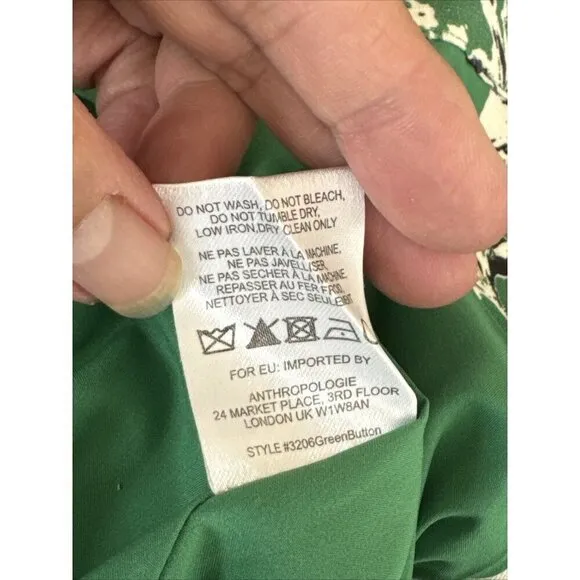 DO NOT WASH, DO NOT BLEACH,
DO NOT TUMBLE DRY,
LOW IRON,DRY CLEAN ONLY
NE PAS LAVER À LA MACHINE,
NE PAS JAVELLISER,
NE PAS SECHER À LA MACHINE,
REPASSER AU FER FROID,
NETTOYER À SEC SEULEMENT
FOR EU: IMPORTED BY
ANTHROPOLOGIE
24 MARKET PLACE, 3RD FLOOR
LONDON UK W1W8AN
STYLE #3206GreenButtion